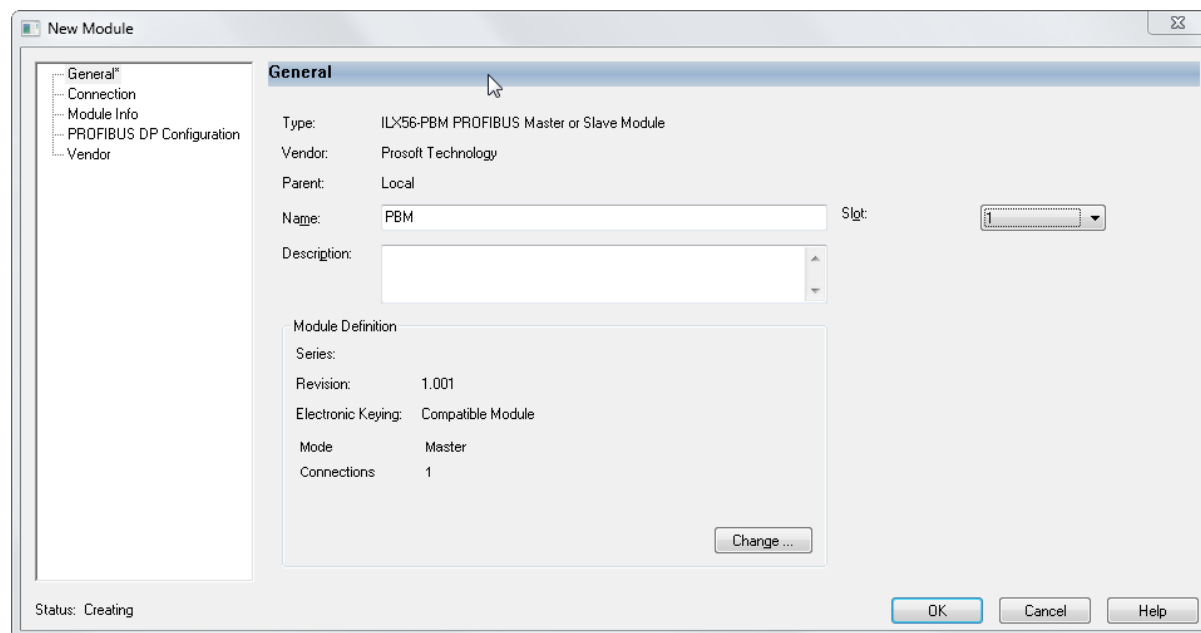 New Module
General*
Connection
Module Info
PROFIBUS DP Configuration
Vendor
General
Type: ILX56-PBM PROFIBUS Master or Slave Module
Vendor: Prosoft Technology
Parent: Local
Name: PBM Slot: 1
Description:
Module Definition
Series:
Revision: 1.001
Electronic Keying: Compatible Module
Mode Master
Connections 1
Change ...
Status: Creating
OK Cancel Help